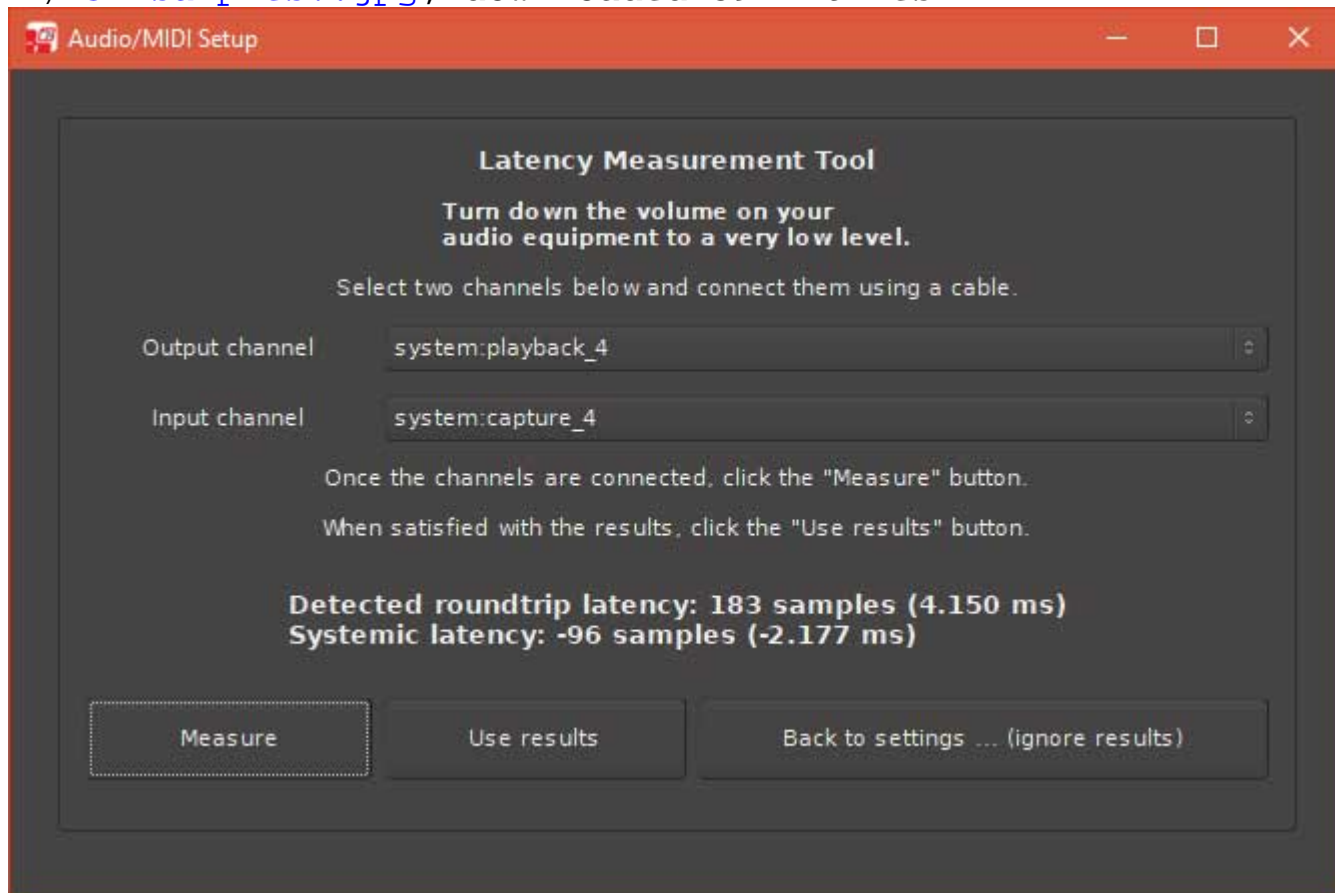 Audio/MIDI Setup
Latency Measurement Tool
Turn down the volume on your
audio equipment to a very low level.
Select two channels below and connect them using a cable.
Output channel
system:playback_4
Input channel
system:capture_4
Once the channels are connected, click the "Measure" button.
When satisfied with the results, click the "Use results" button.
Detected roundtrip latency: 183 samples (4.150 ms)
Systemic latency: -96 samples (-2.177 ms)
Measure
Use results
Back to settings ... (ignore results)